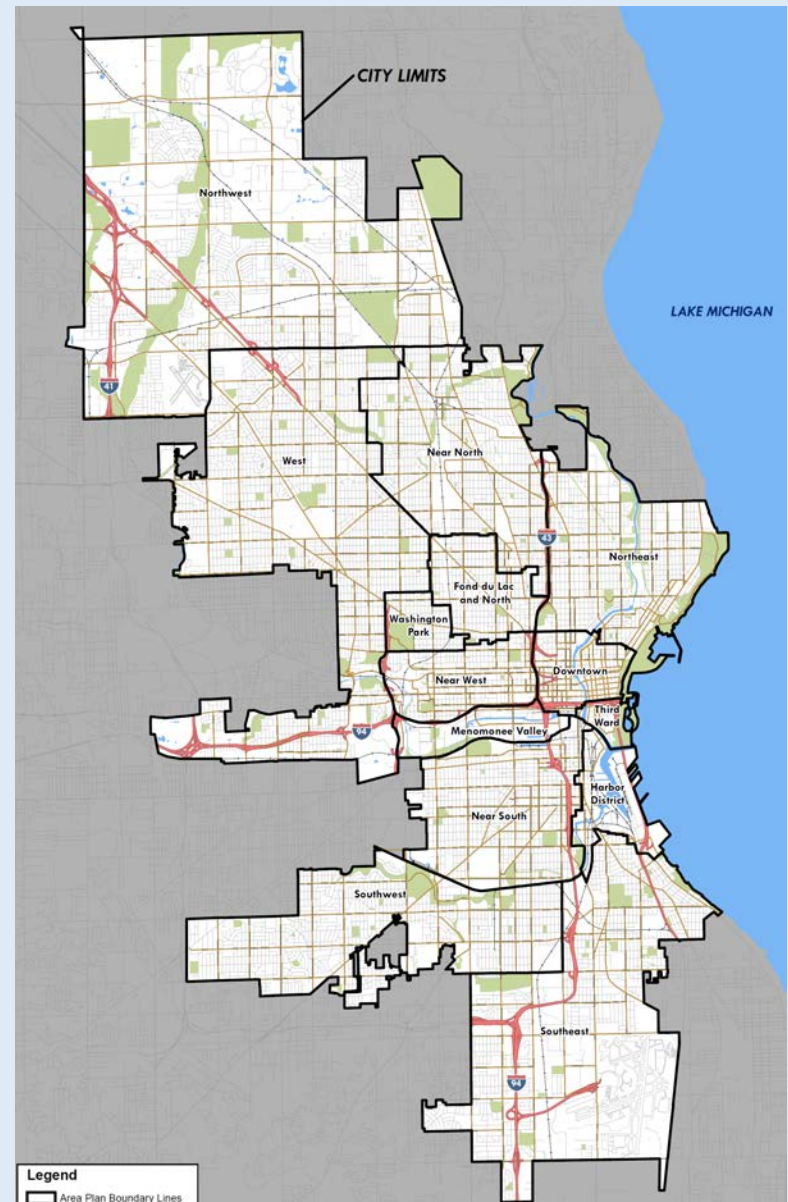 CITY LIMITS
Northwest
LAKE MICHIGAN
41
West
Near North
43
Northeast
Fond du Lac
and North
Washington
Park
Downtown
Near West
Third
Ward
94
Menomonee Valley
Harbor
District
Near South
Southwest
Southeast
94
Legend
Area Plan Boundary Lines